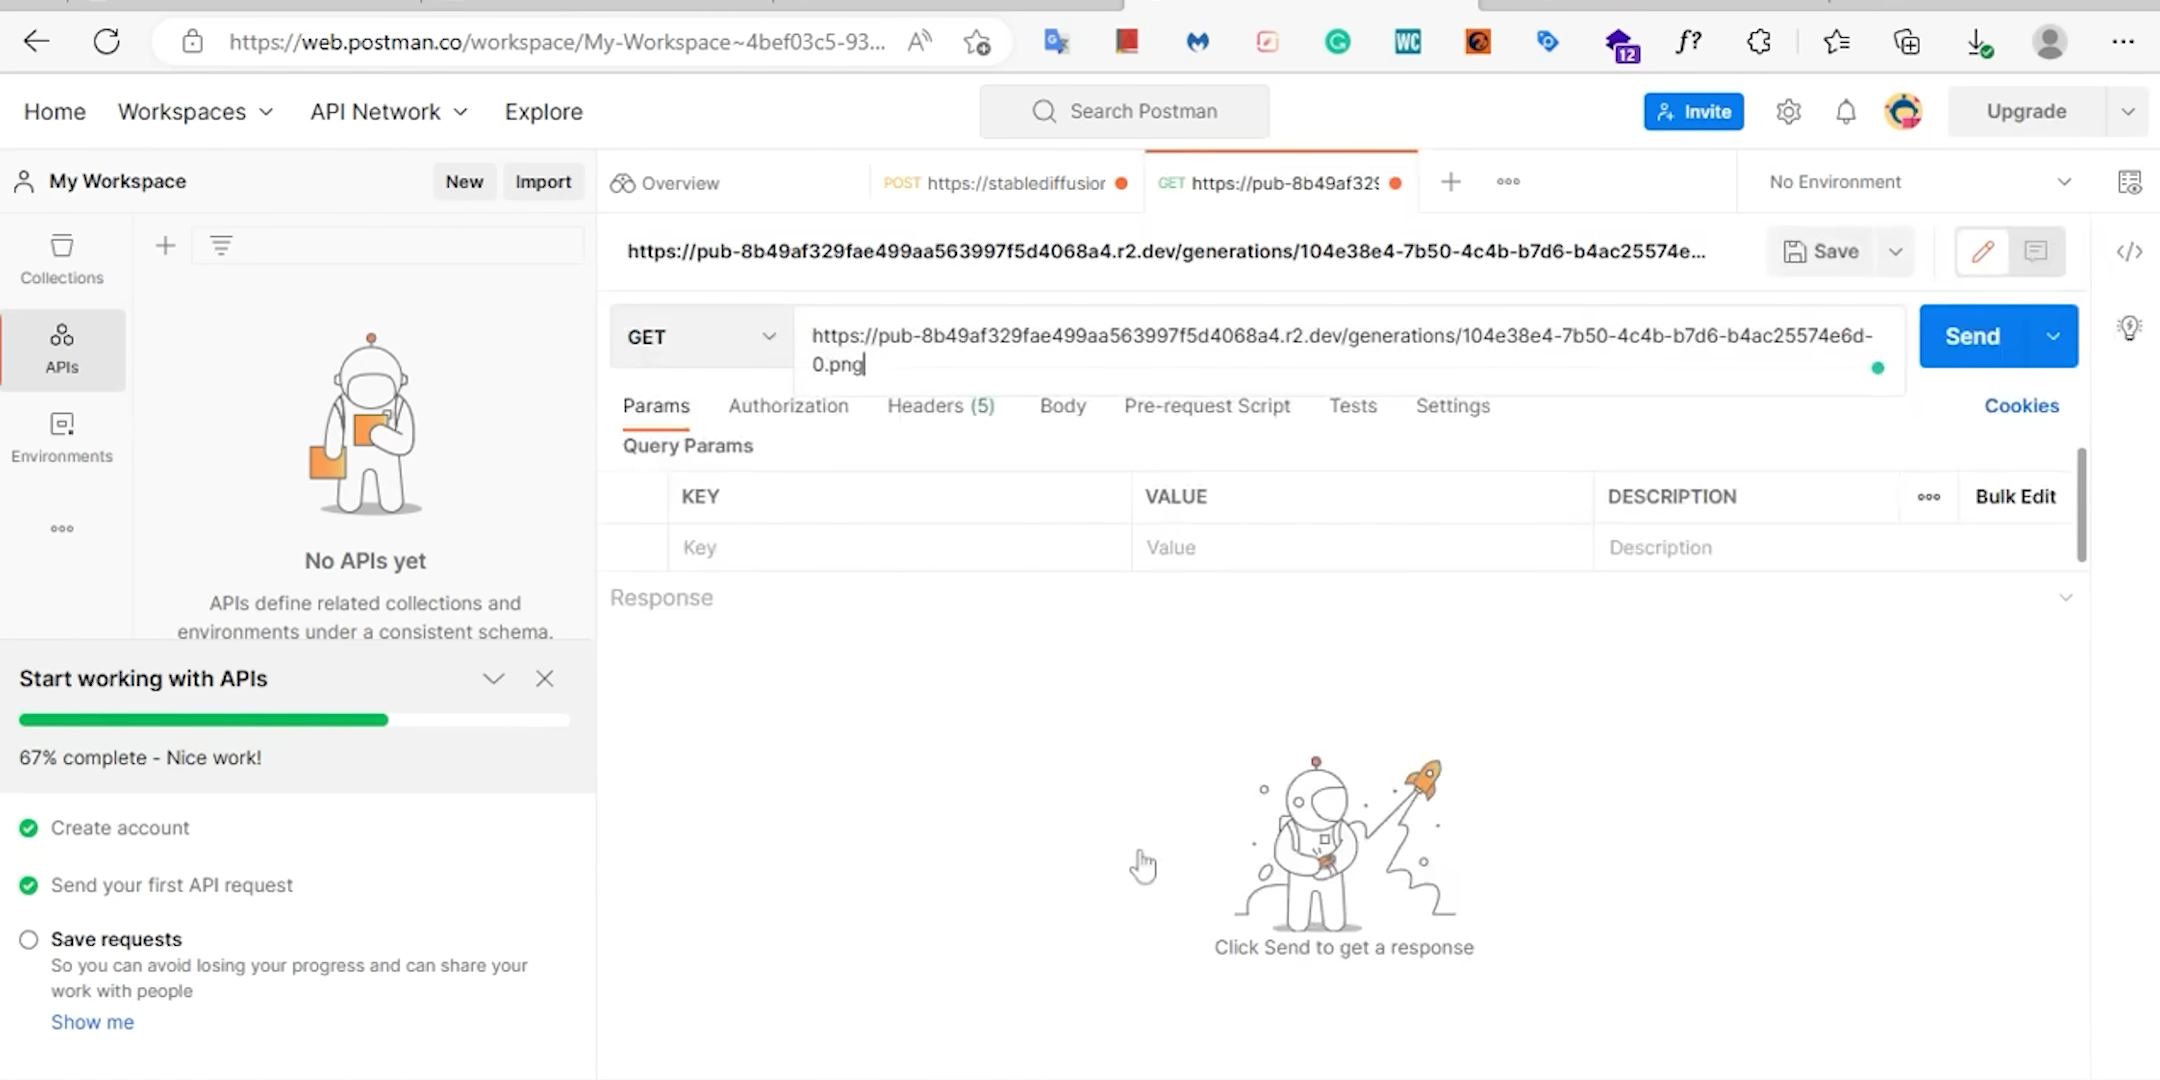 https://web.postman.co/workspace/My-Workspace~4bef03c5-93...
WC
12
f?
Home
Workspaces
API Network
Explore
Search Postman
Invite
Upgrade
My Workspace
New
Import
Overview
POST https://stablediffusior
GET https://pub-8b49af329
No Environment
Collections
APIs
Environments
https://pub-8b49af329fae499aa563997f5d4068a4.r2.dev/generations/104e38e4-7b50-4c4b-b7d6-b4ac25574e...
Save
GET
https://pub-8b49af329fae499aa563997f5d4068a4.r2.dev/generations/104e38e4-7b50-4c4b-b7d6-b4ac25574e6d-
0.png
Send
Params
Authorization
Headers (5)
Body
Pre-request Script
Tests
Settings
Cookies
Query Params
KEY
VALUE
DESCRIPTION
Bulk Edit
Key
Value
Description
No APIs yet
APIs define related collections and
environments under a consistent schema.
Response
Start working with APIs
67% complete - Nice work!
Create account
Send your first API request
Save requests
So you can avoid losing your progress and can share your
work with people
Show me
Click Send to get a response